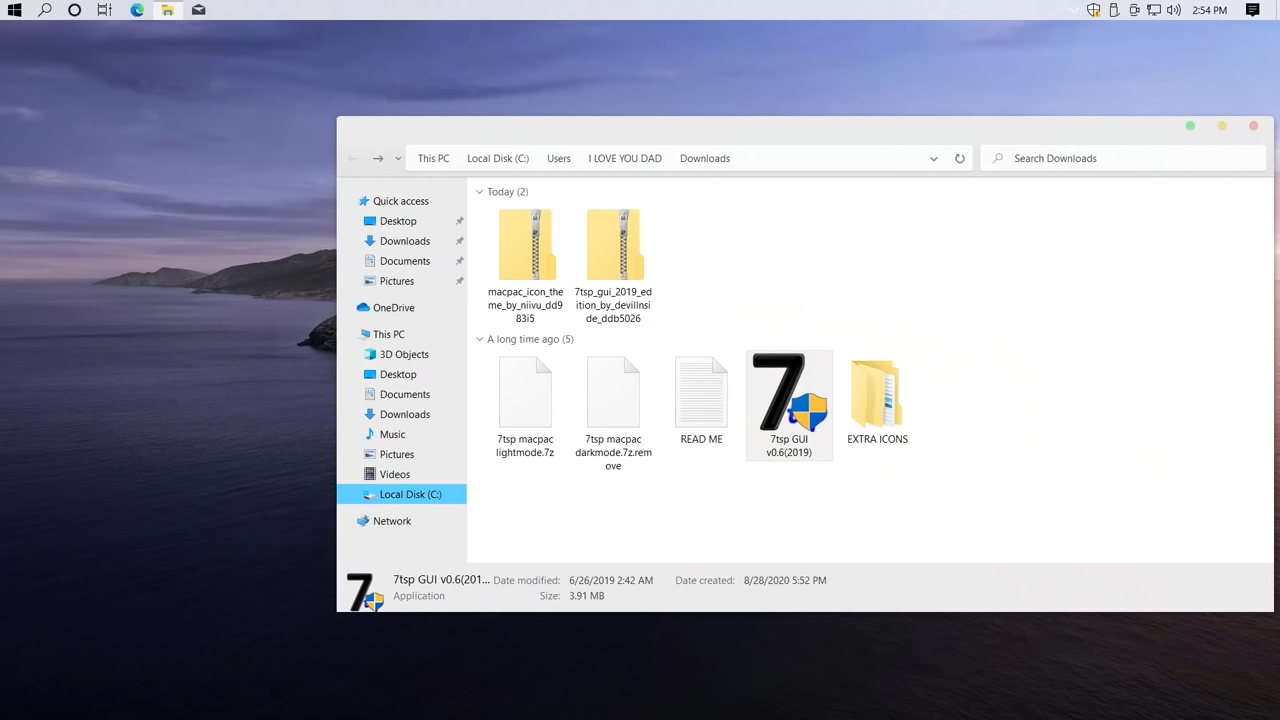 2:54 PM
This PC
Local Disk (C:)
Users
I LOVE YOU DAD
Downloads
Search Downloads
Quick access
Desktop
Downloads
Documents
Pictures
OneDrive
This PC
3D Objects
Desktop
Documents
Downloads
Music
Pictures
Videos
Local Disk (C:)
Network
Today (2)
macpac_icon_the
me_by_niivu_dd9
83i5
7tsp_gui_2019_ed
ition_by_devillnsi
de_ddb5026
A long time ago (5)
7tsp macpac
lightmode.7z
7tsp macpac
darkmode.7z.rem
ove
READ ME
7
7tsp GUI
v0.6(2019)
EXTRA ICONS
7
7tsp GUI v0.6(201...
Application
Date modified: 6/26/2019 2:42 AM
Size: 3.91 MB
Date created: 8/28/2020 5:52 PM